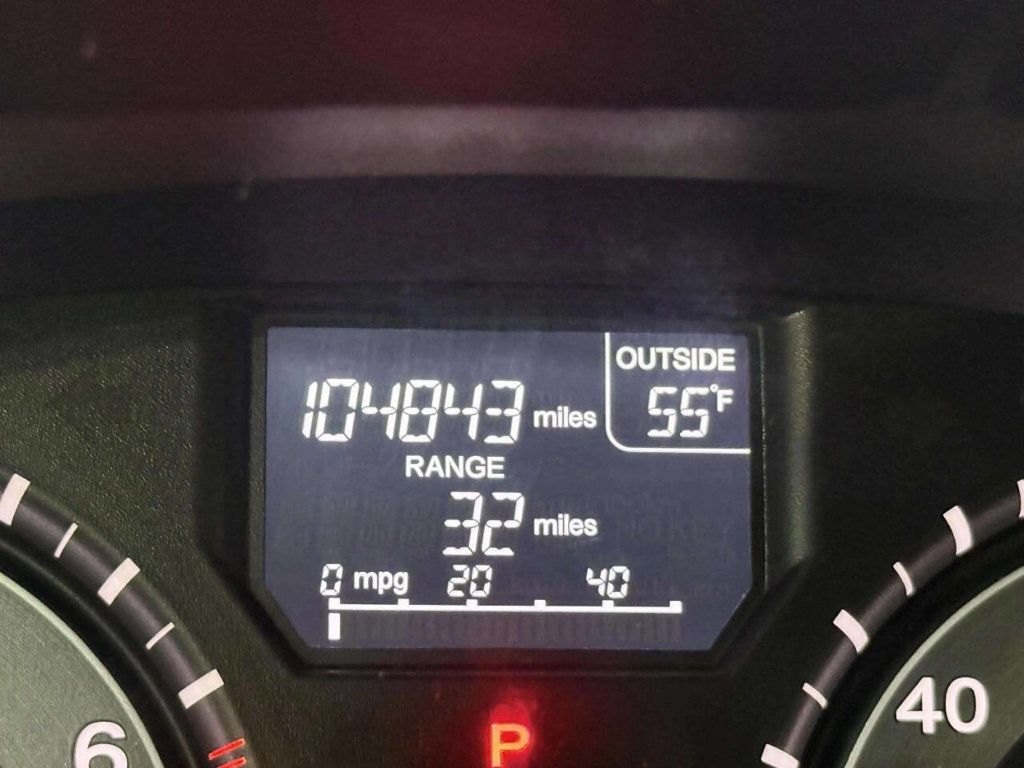 OUTSIDE
104843 miles 55°F
RANGE
32 miles
0 mpg 20 40
6 P 40